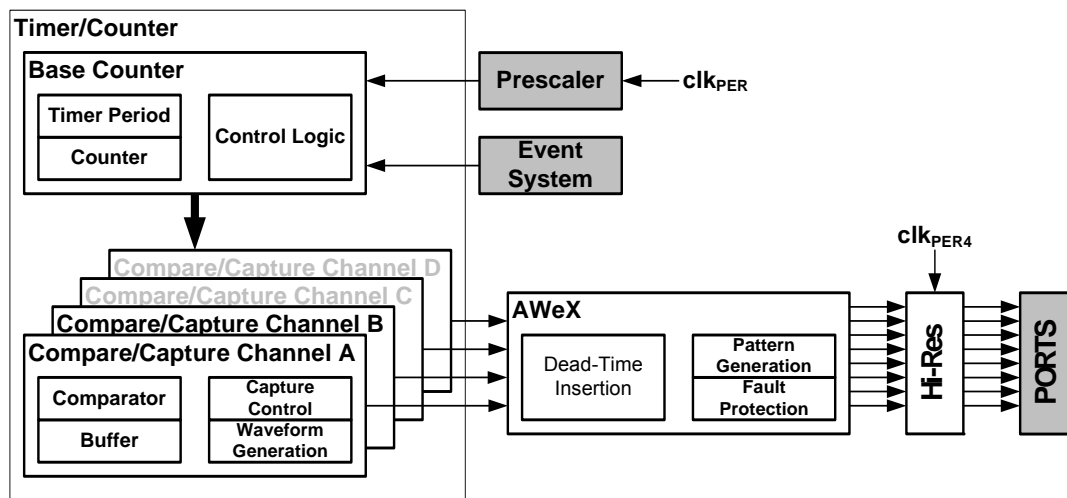 Timer/Counter
Base Counter
Timer Period
Counter
Control Logic
Prescaler
clkPER
Event
System
Compare/Capture Channel D
Compare/Capture Channel C
Compare/Capture Channel B
Compare/Capture Channel A
Comparator
Buffer
Capture
Control
Waveform
Generation
AWeX
Dead-Time
Insertion
Pattern
Generation
Fault
Protection
clkPER4
Hi-Res
PORTS